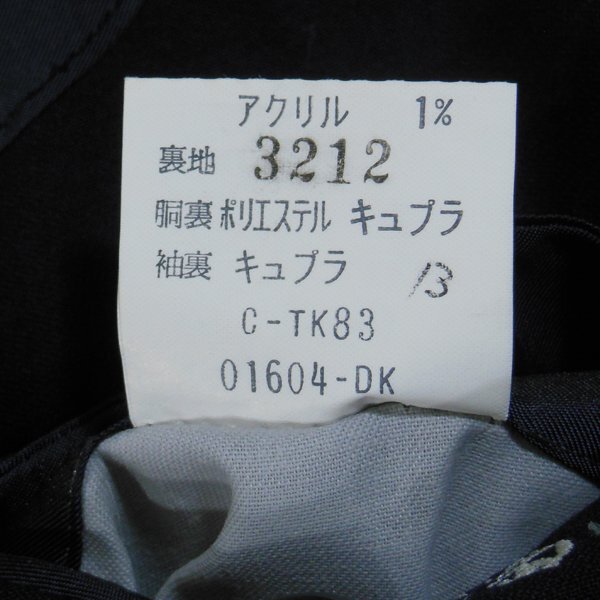 アクリル 1%
裏地 3212
胴裏 ポリエステル キュプラ
袖裏 キュプラ 13
C-TK83
01604-DK